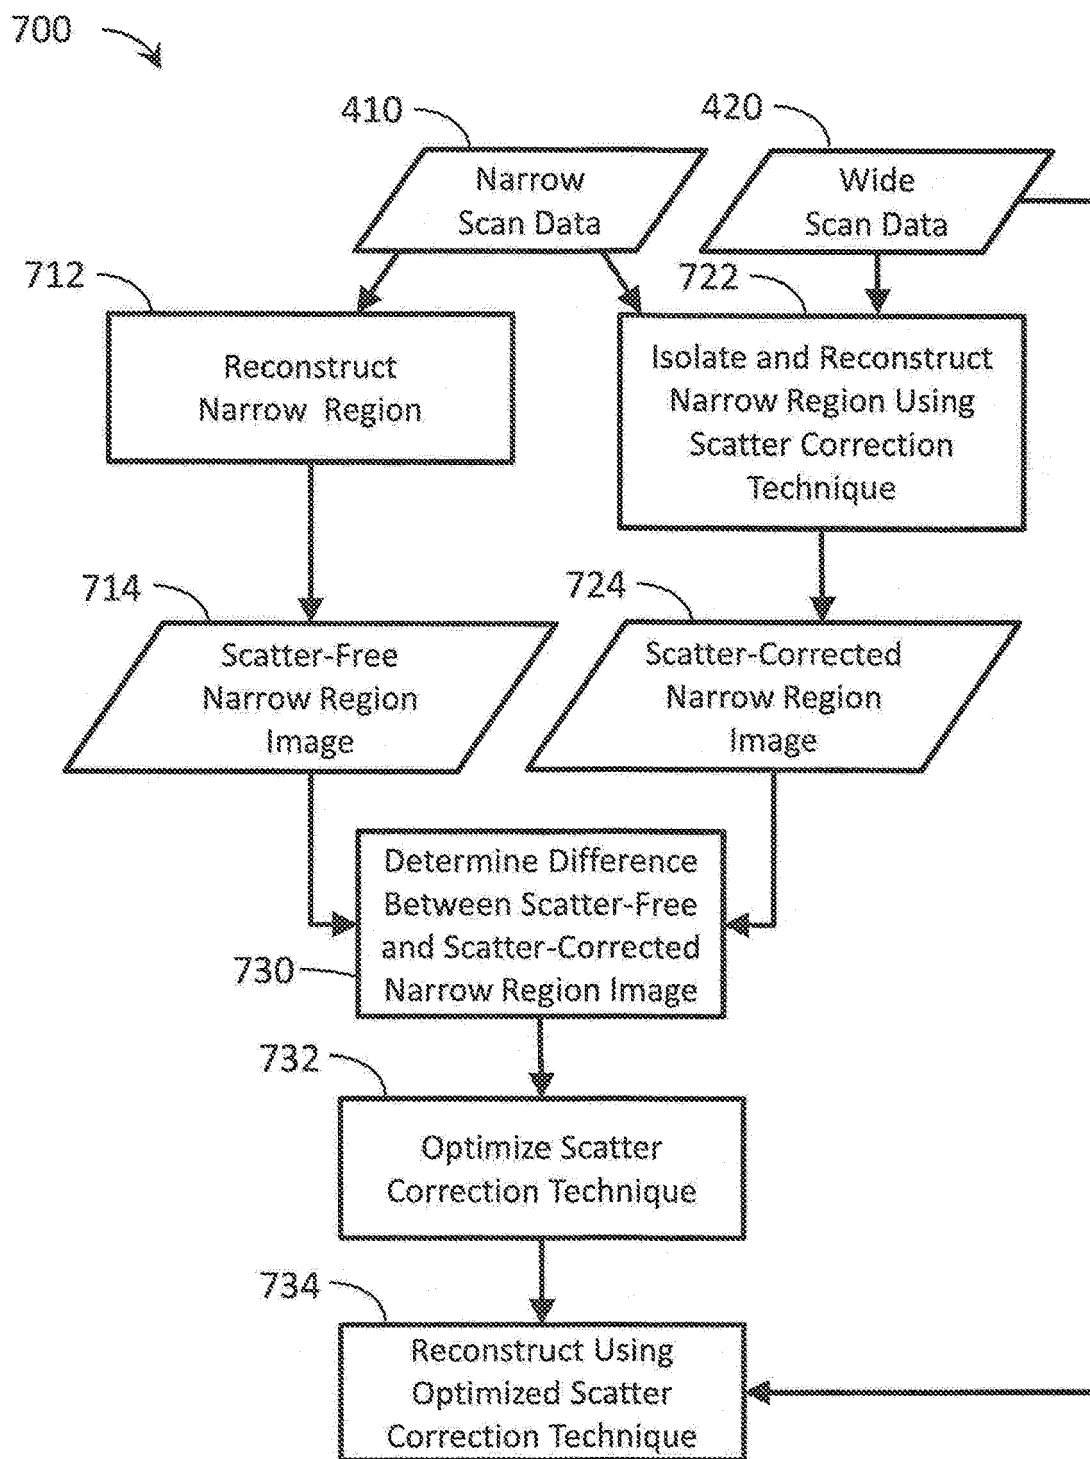 700
410
420
Narrow
Scan Data
Wide
Scan Data
712
722
Reconstruct
Narrow Region
Isolate and Reconstruct
Narrow Region Using
Scatter Correction
Technique
714
724
Scatter-Free
Narrow Region
Image
Scatter-Corrected
Narrow Region
Image
Determine Difference
Between Scatter-Free
and Scatter-Corrected
Narrow Region Image
730
732
Optimize Scatter
Correction Technique
734
Reconstruct Using
Optimized Scatter
Correction Technique